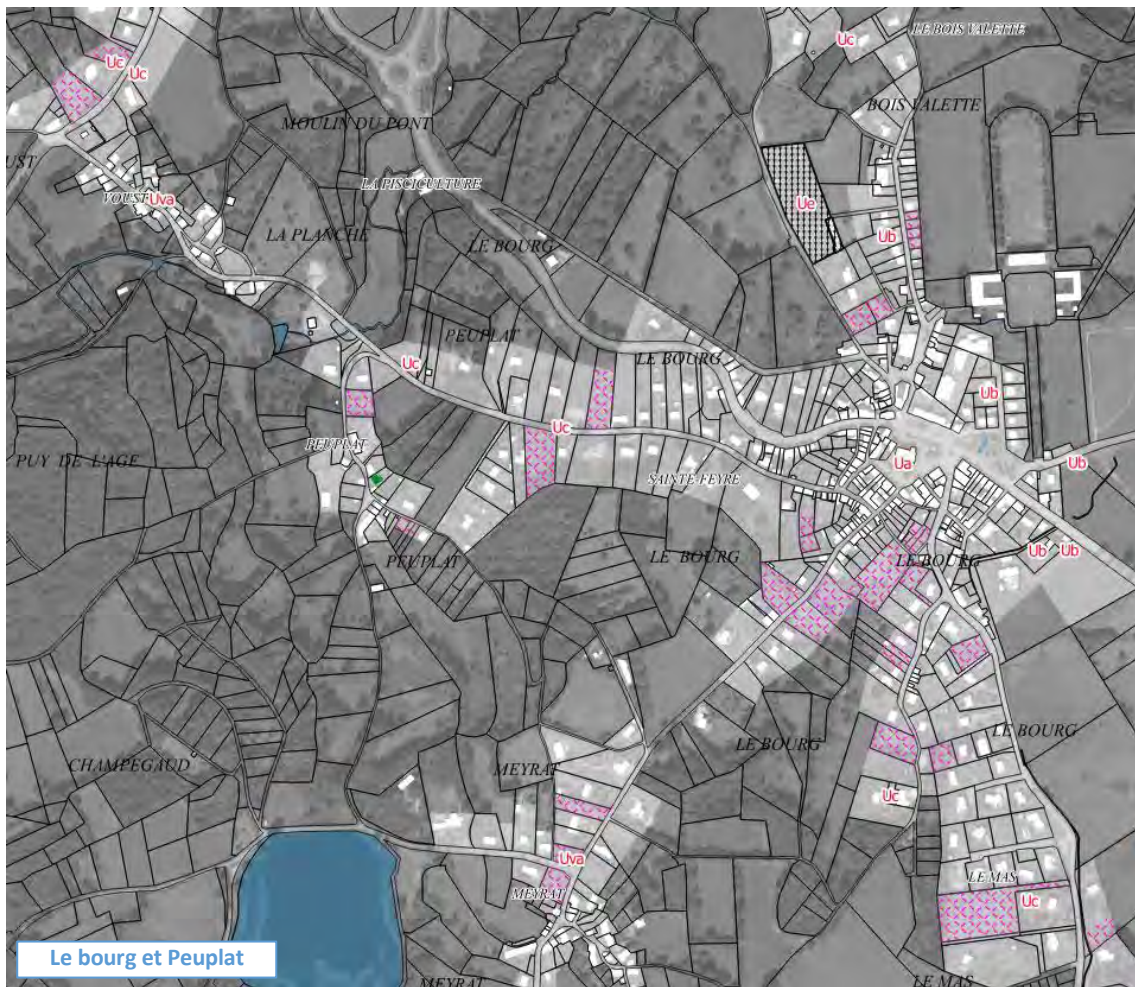 Uc
LE BOIS VALETTE
Uc
Uc
BOIS VALETTE
MOULIN DU PONT
UST
LA PISCICULTURE
VOUST
Uva
Ue
LA PLANCHE
LE BOURG
Ub
PEUPLAT
LE BOURG
Uc
Ub
Uc
PEUPLAT
PUY DE L'AGE
SAINTE-FEYRE
Ua
Ub
LE BOURG
Ub
Ub
PEUPLAT
LE BOURG
LE BOURG
LE BOURG
CHAMPEGAUD
MEYRAT
Uc
Uva
MEYRAT
LE MAS
Uc
Le bourg et Peuplat
MEYRAT
LE MAS